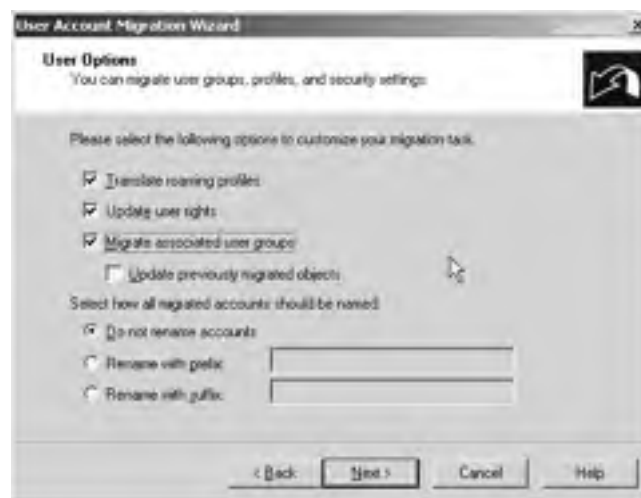 User Account Migration Wizard
User Options
You can migrate user groups, profiles, and security settings
Please select the following options to customize your migration task.
Translate roaming profiles
Update user rights
Migrate associated user groups
Update previously migrated objects
Select how all migrated accounts should be named:
Do not rename accounts
Rename with prefix:
Rename with suffix:
< Back Next > Cancel Help